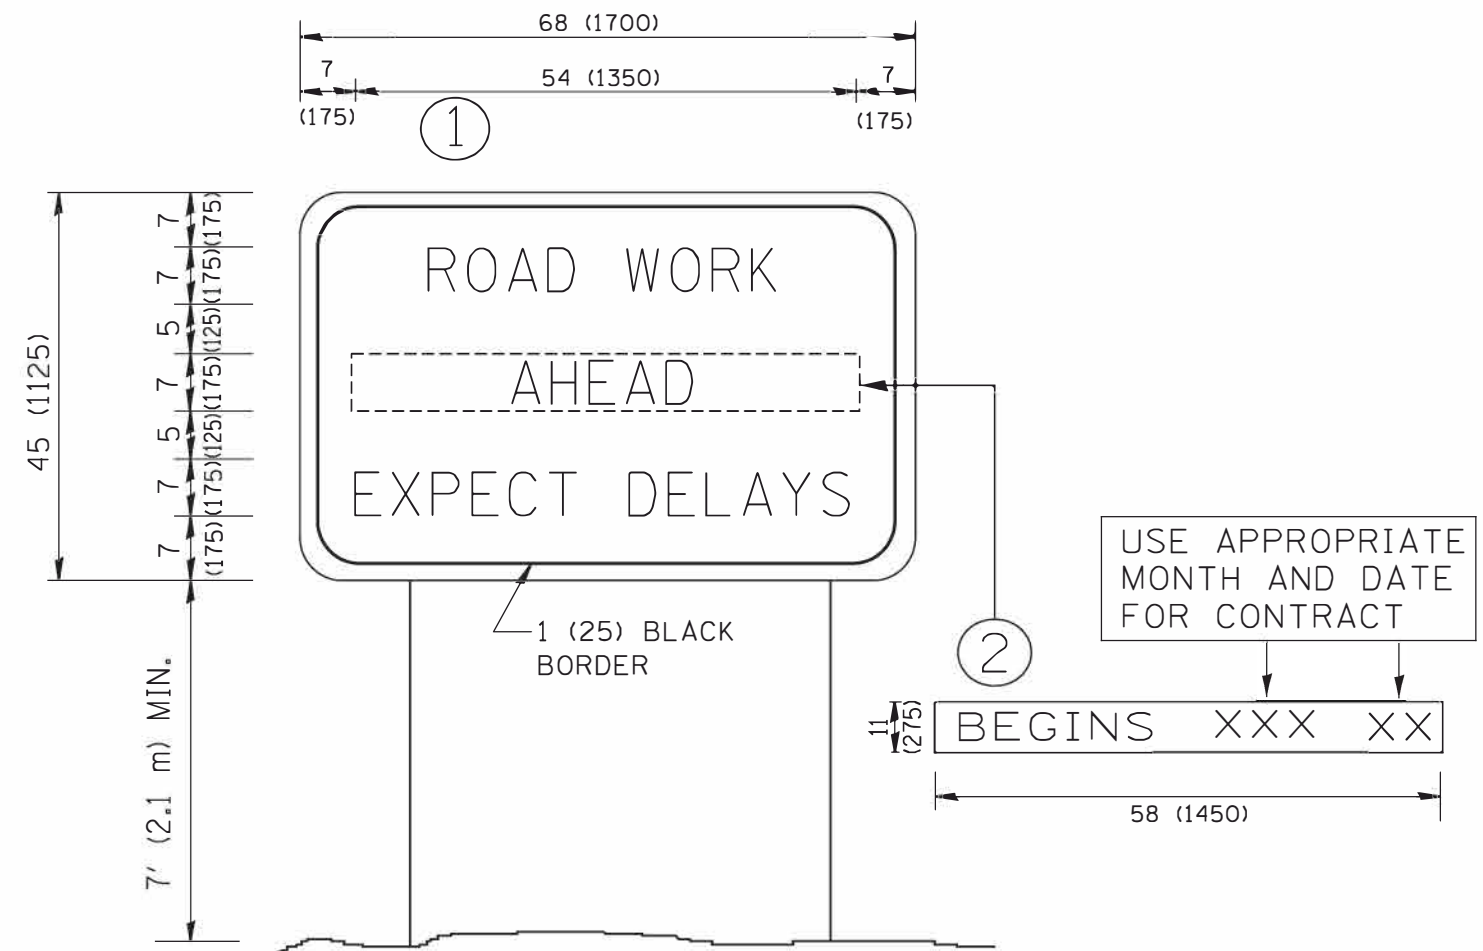 68 (1700)
7
54 (1350)
7
(175)
(175)
1
7
(175)
7
(175)
5
(125)
7
(175)
5
(125)
7
(175)
7
(175)
45 (1125)
ROAD WORK
AHEAD
EXPECT DELAYS
1 (25) BLACK
BORDER
7' (2.1 m) MIN.
USE APPROPRIATE
MONTH AND DATE
FOR CONTRACT
2
11
(275)
BEGINS XXX XX
58 (1450)